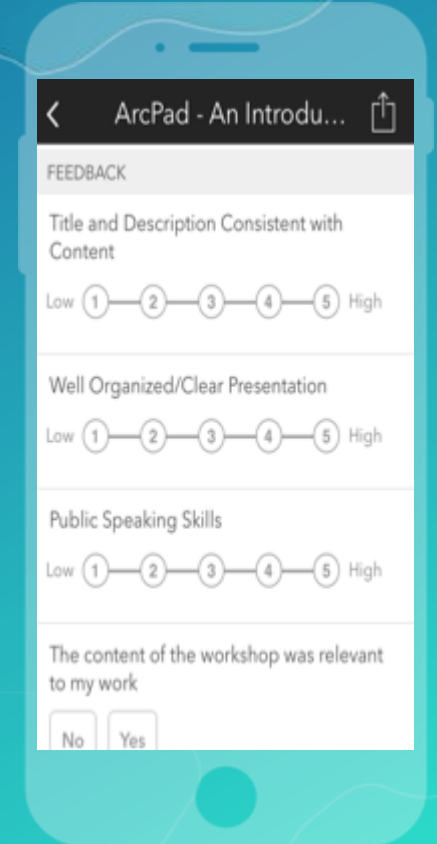 ArcPad - An Introdu...
FEEDBACK
Title and Description Consistent with
Content
Low 1 2 3 4 5 High
Well Organized/Clear Presentation
Low 1 2 3 4 5 High
Public Speaking Skills
Low 1 2 3 4 5 High
The content of the workshop was relevant
to my work
No Yes